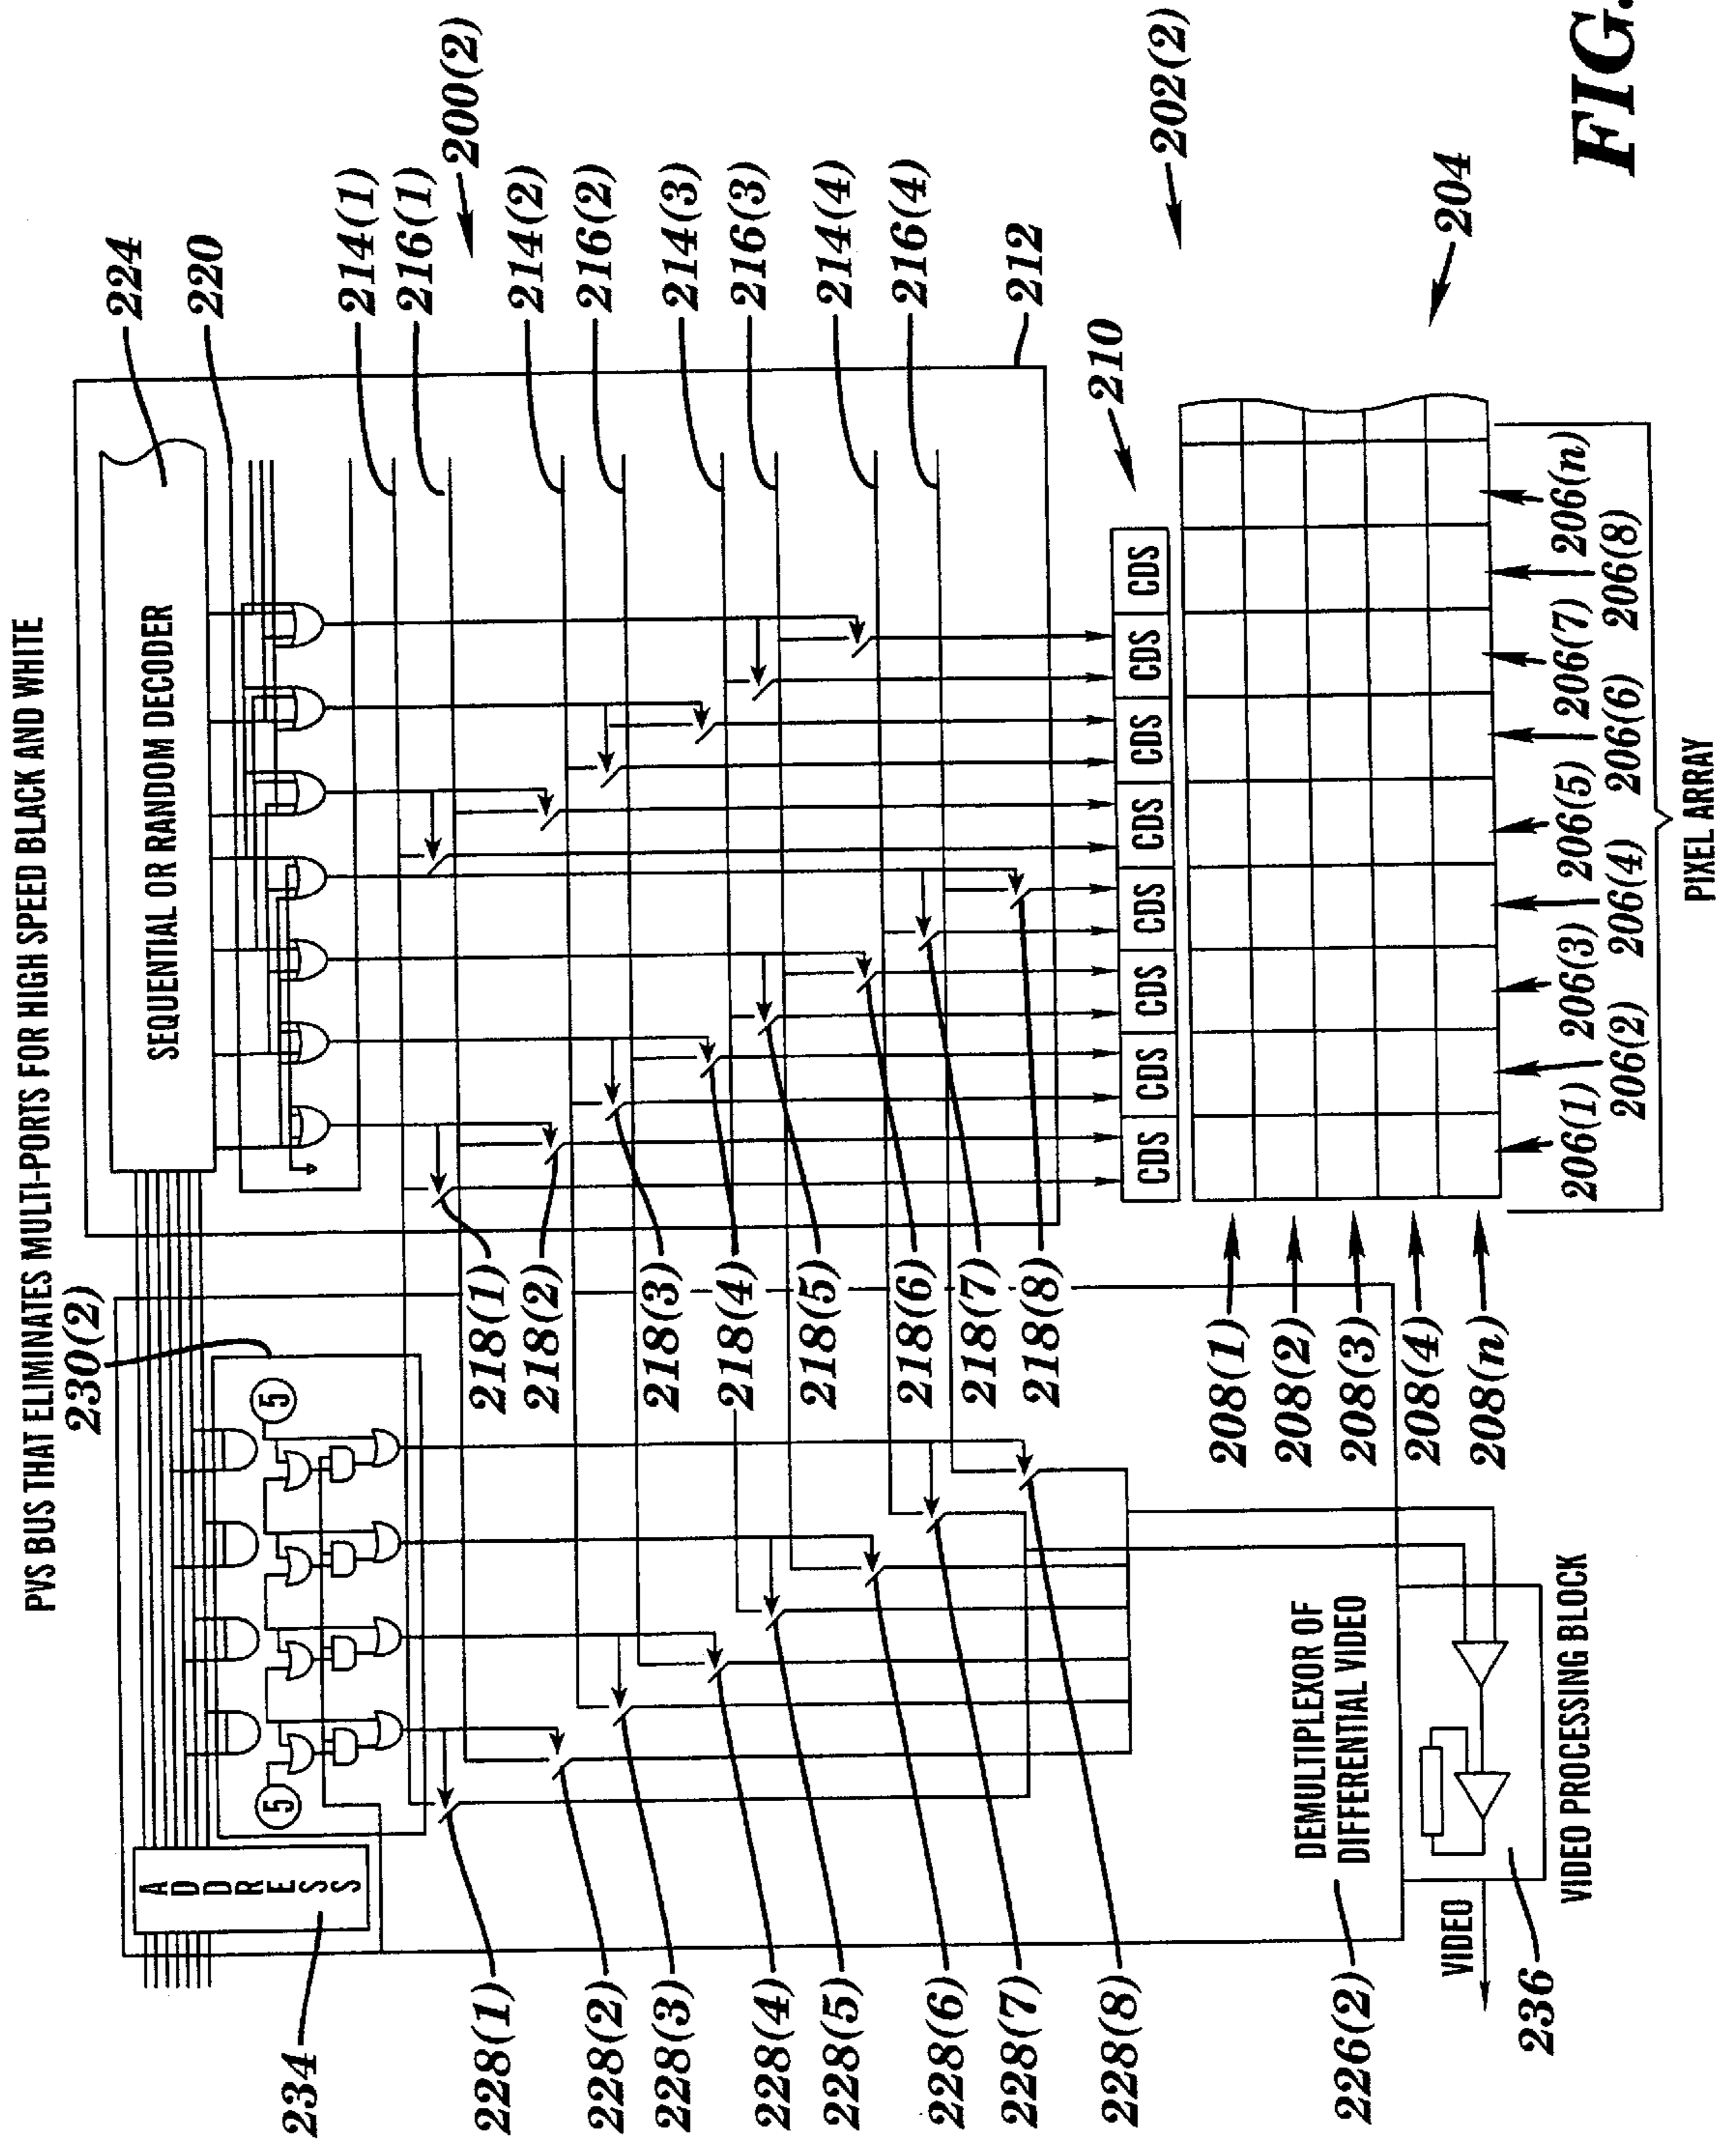 PVS BUS THAT ELIMINATES MULTI-PORTS FOR HIGH SPEED BLACK AND WHITE
230(2)
5
5
ADDRESS
234
SEQUENTIAL OR RANDOM DECODER
224
220
214(1)
216(1)
200(2)
214(2)
216(2)
214(3)
216(3)
214(4)
216(4)
212
218(1)
218(2)
218(3)
218(4)
218(5)
218(6)
218(7)
218(8)
228(1)
228(2)
228(3)
228(4)
228(5)
228(6)
228(7)
228(8)
210
202(2)
CDS
CDS
CDS
CDS
CDS
CDS
CDS
CDS
204
208(1)
208(2)
208(3)
208(4)
208(n)
206(1)
206(2)
206(3)
206(4)
206(5)
206(6)
206(7)
206(8)
206(n)
PIXEL ARRAY
DEMULTIPLEXOR OF
DIFFERENTIAL VIDEO
226(2)
VIDEO
236
VIDEO PROCESSING BLOCK
FIG.